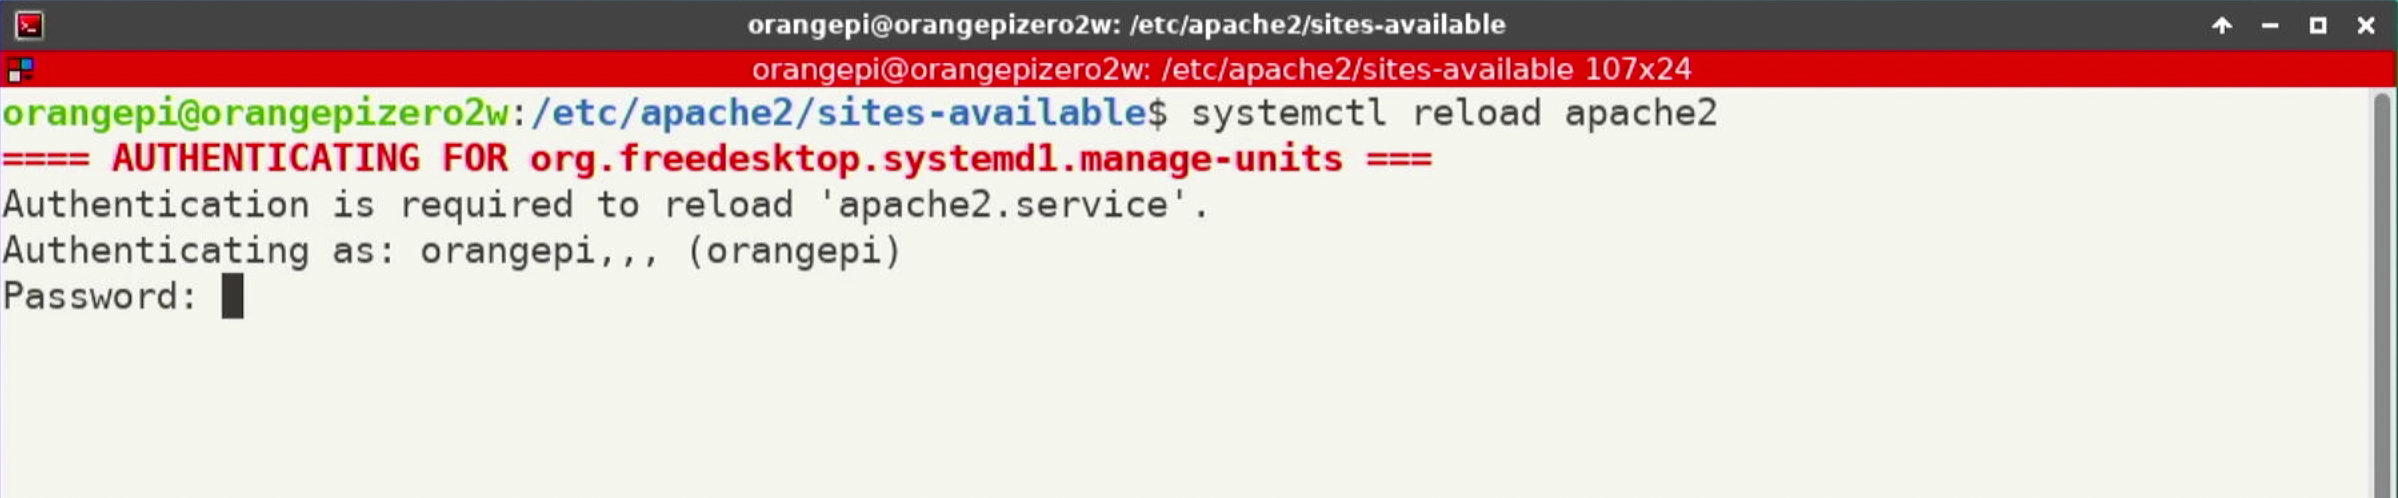 orangepi@orangepizero2w: /etc/apache2/sites-available
orangepi@orangepizero2w: /etc/apache2/sites-available 107x24
orangepi@orangepizero2w:/etc/apache2/sites-available$ systemctl reload apache2
==== AUTHENTICATING FOR org.freedesktop.systemd1.manage-units ===
Authentication is required to reload 'apache2.service'.
Authenticating as: orangepi,,, (orangepi)
Password: